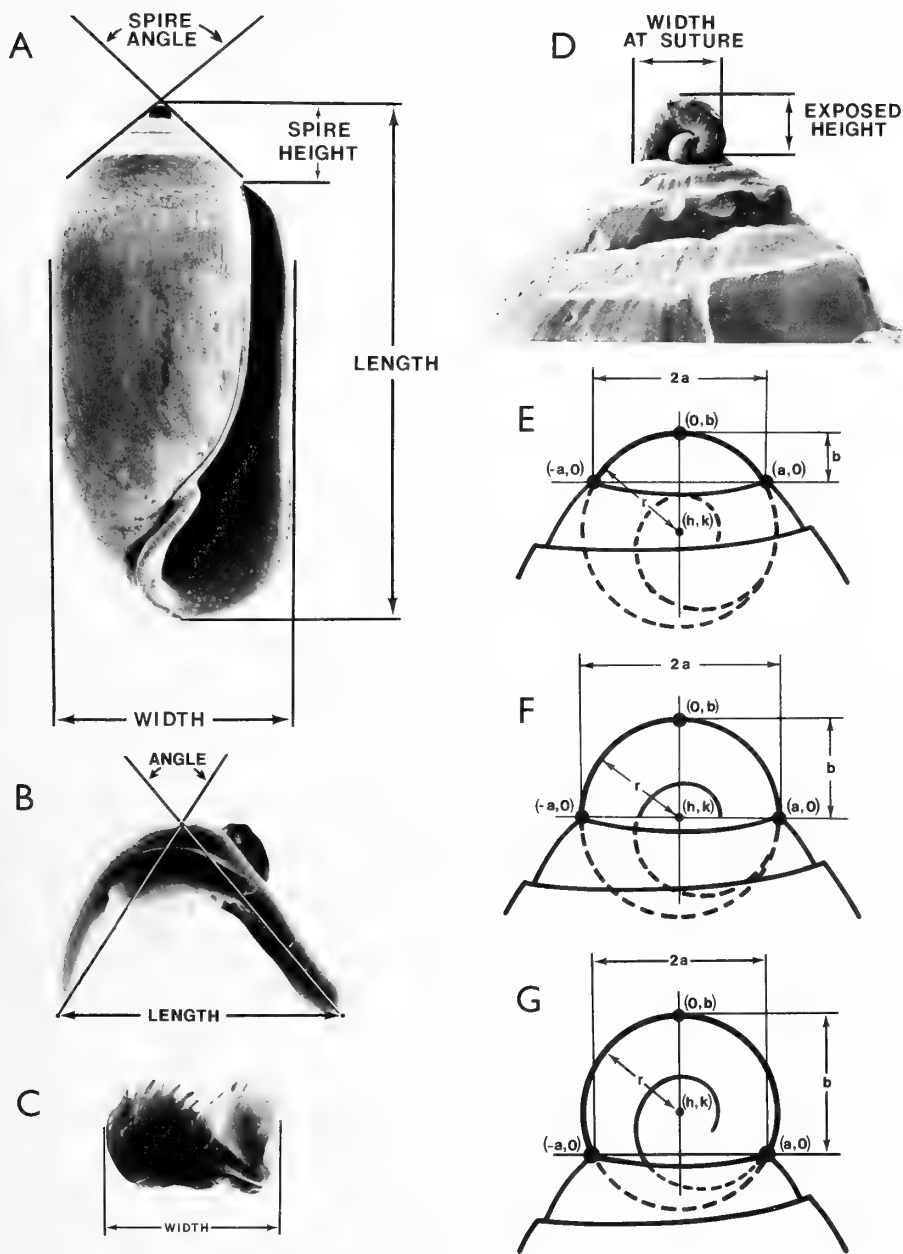 A
SPIRE
ANGLE
SPIRE
HEIGHT
LENGTH
WIDTH
B
ANGLE
LENGTH
C
WIDTH
D
WIDTH
AT SUTURE
EXPOSED
HEIGHT
E
2a
(0,b)
b
(-a,0)
(a,0)
r
(h,k)
F
2a
(0,b)
b
r
(-a,0)
(h,k)
(a,0)
G
2a
(0,b)
r
b
(h,k)
(-a,0)
(a,0)